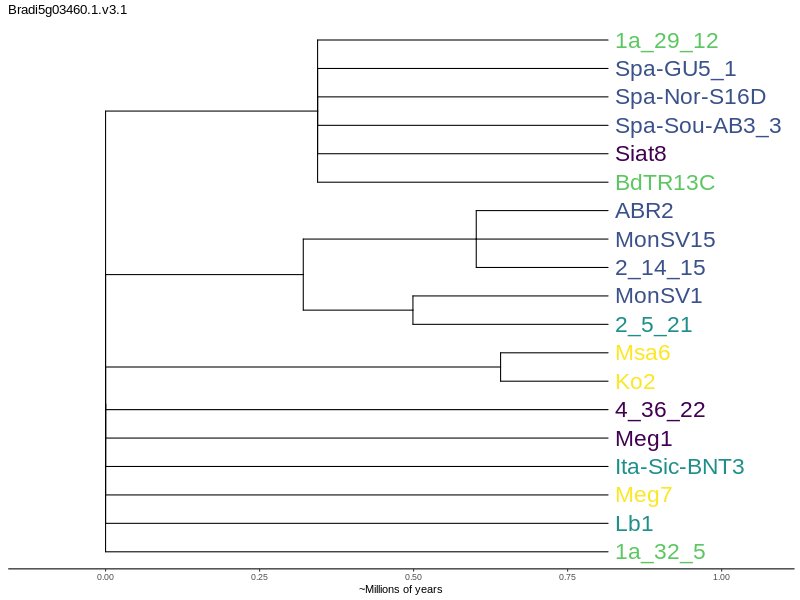 Bradi5g03460.1.v3.1
1a_29_12
Spa-GU5_1
Spa-Nor-S16D
Spa-Sou-AB3_3
Siat8
BdTR13C
ABR2
MonSV15
2_14_15
MonSV1
2_5_21
Msa6
Ko2
4_36_22
Meg1
Ita-Sic-BNT3
Meg7
Lb1
1a_32_5
0.00 0.25 0.50 0.75 1.00
~Millions of years